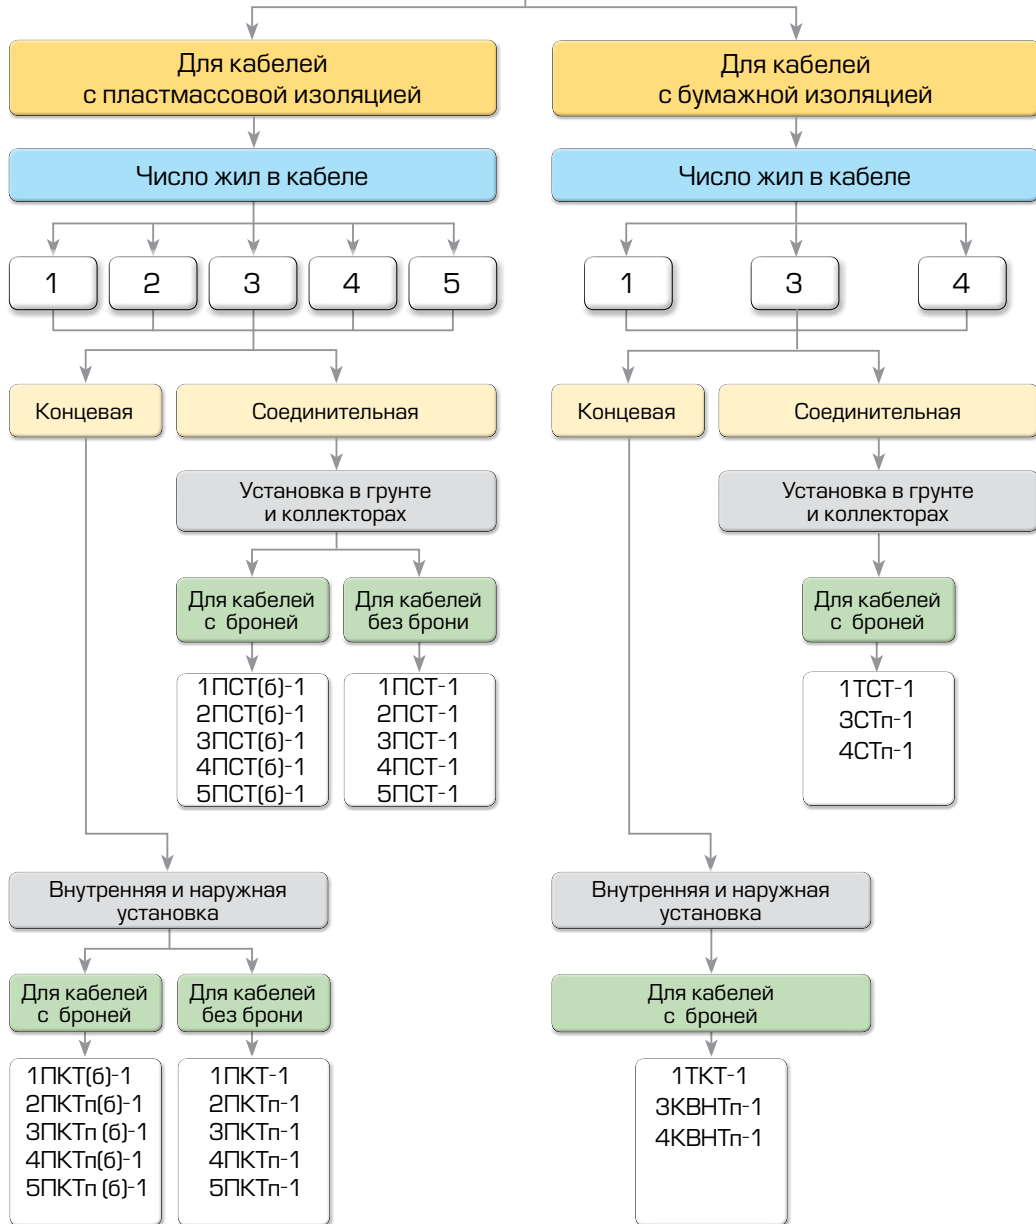 Для кабелей
с пластмассовой изоляцией
Для кабелей
с бумажной изоляцией
Число жил в кабеле
Число жил в кабеле
1 2 3 4 5
1 3 4
Концевая
Соединительная
Концевая
Соединительная
Установка в грунте
и коллекторах
Установка в грунте
и коллекторах
Для кабелей
с броней
Для кабелей
без брони
Для кабелей
с броней
1ПСТ(б)-1
2ПСТ(б)-1
3ПСТ(б)-1
4ПСТ(б)-1
5ПСТ(б)-1
1ПСТ-1
2ПСТ-1
3ПСТ-1
4ПСТ-1
5ПСТ-1
1ТСТ-1
3СТп-1
4СТп-1
Внутренняя и наружная
установка
Внутренняя и наружная
установка
Для кабелей
с броней
Для кабелей
без брони
Для кабелей
с броней
1ПКТ(б)-1
2ПКТп(б)-1
3ПКТп (б)-1
4ПКТп(б)-1
5ПКТп (б)-1
1ПКТ-1
2ПКТп-1
3ПКТп-1
4ПКТп-1
5ПКТп-1
1ТКТ-1
3КВНТп-1
4КВНТп-1